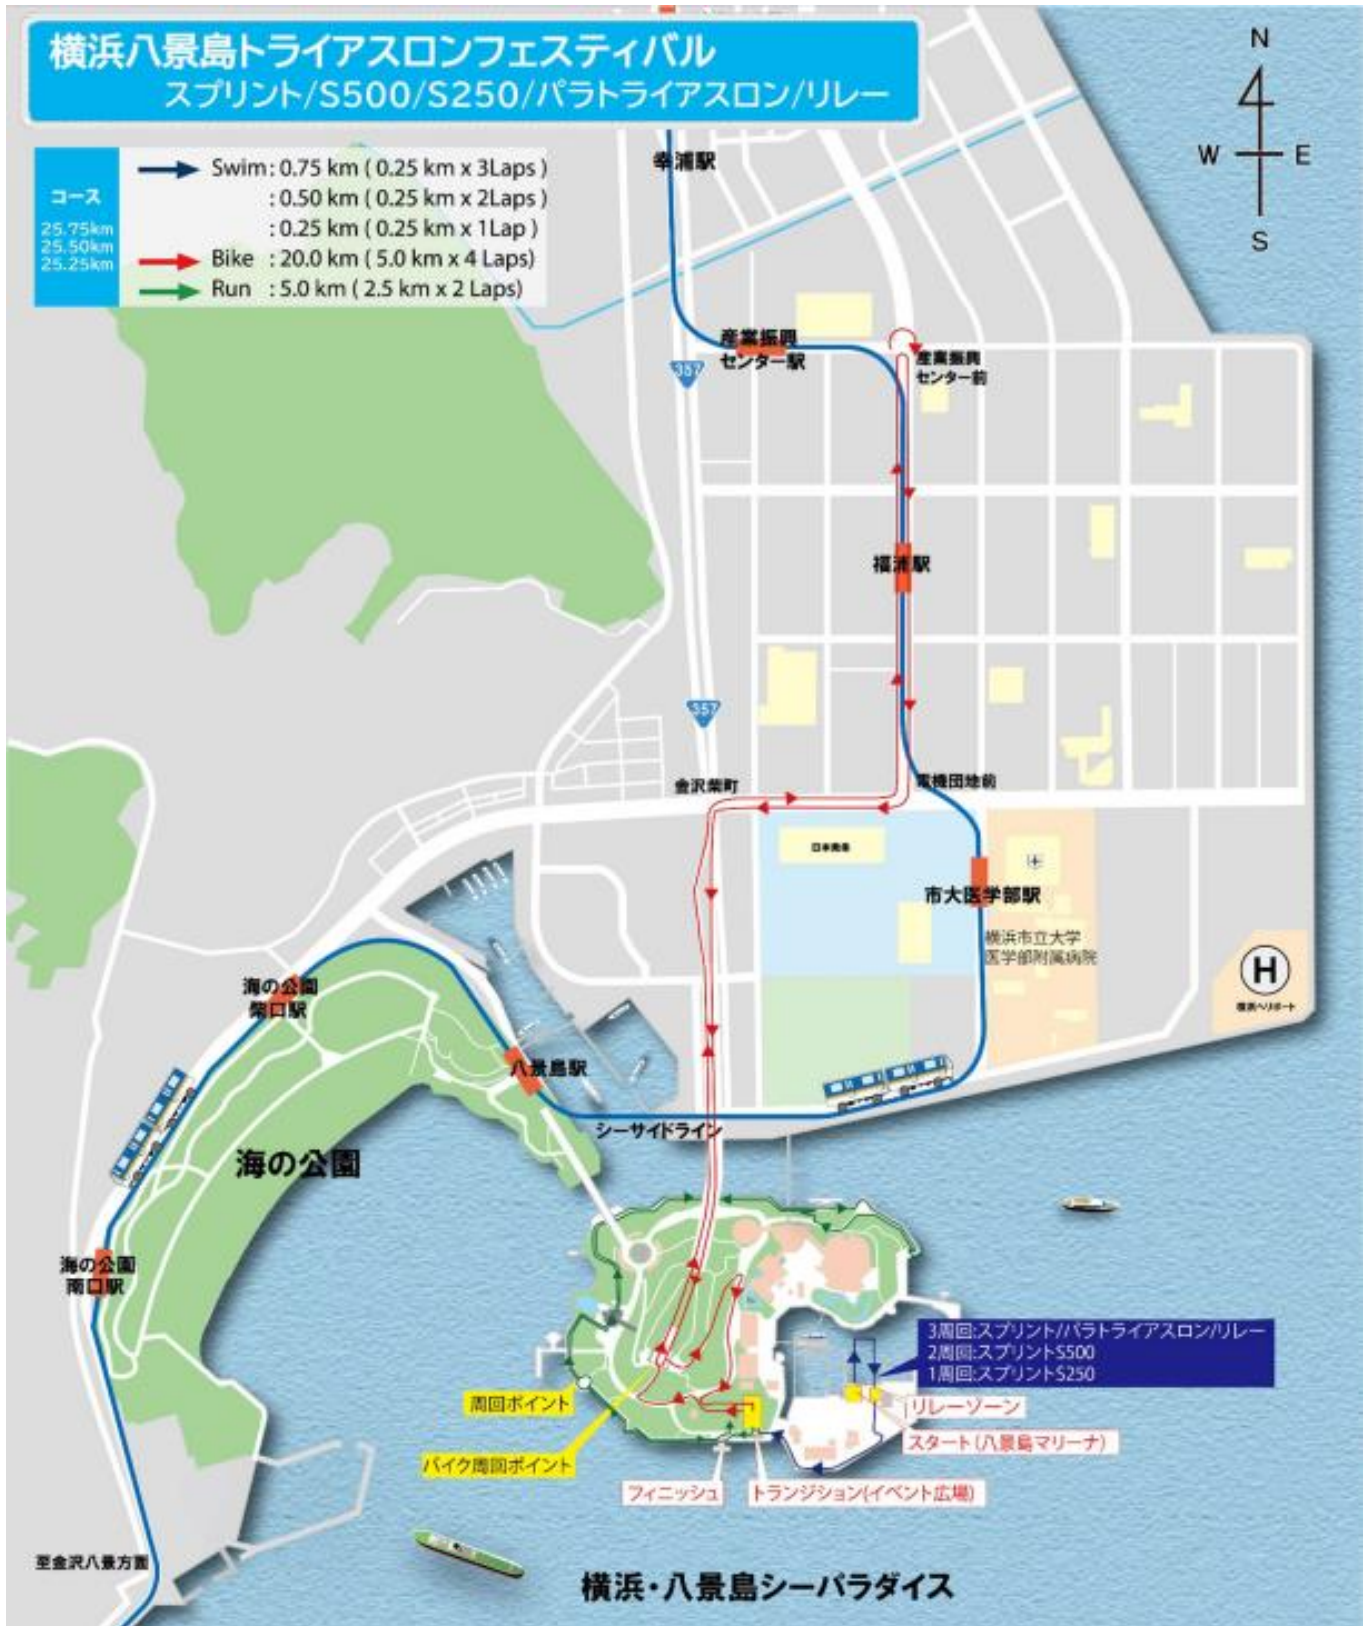 横浜八景島トライアスロンフェスティバル
スプリント/S500/S250/パラトライアスロン/リレー
N
W E
S
コース
25.75km
25.50km
25.25km
Swim: 0.75 km ( 0.25 km x 3Laps )
: 0.50 km ( 0.25 km x 2Laps )
: 0.25 km ( 0.25 km x 1Lap )
Bike : 20.0 km ( 5.0 km x 4 Laps)
Run : 5.0 km ( 2.5 km x 2 Laps)
幸浦駅
産業振興
センター駅
357
産業振興
センター前
福浦駅
357
金沢柴町
電機団地前
市大医学部駅
横浜市立大学
医学部附属病院
H
横浜ヘリポート
海の公園
柴口駅
八景島駅
シーサイドライン
海の公園
海の公園
南口駅
3周回:スプリント/パラトライアスロン/リレー
2周回:スプリントS500
1周回:スプリントS250
リレーゾーン
スタート(八景島マリーナ)
周回ポイント
バイク周回ポイント
フィニッシュ
トランジション(イベント広場)
至金沢八景方面
横浜・八景島シーパラダイス